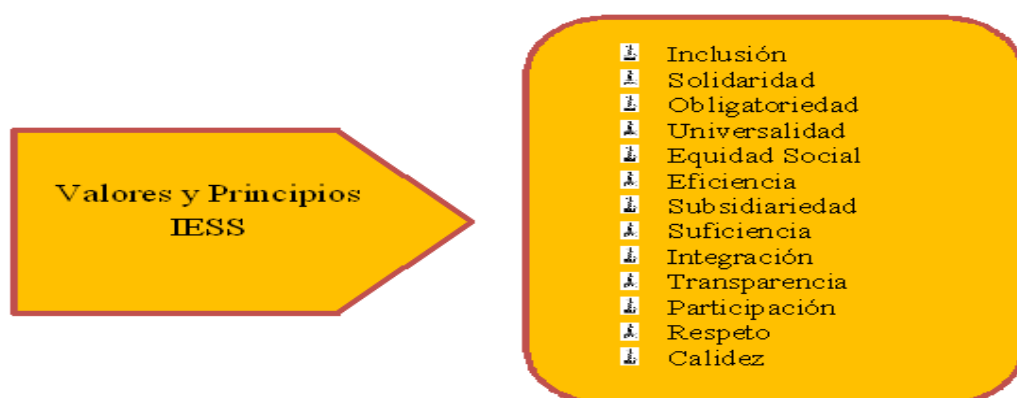 Valores y Principios
IESS
Inclusión
Solidaridad
Obligatoriedad
Universalidad
Equidad Social
Eficiencia
Subsidiariedad
Suficiencia
Integración
Transparencia
Participación
Respeto
Calidez